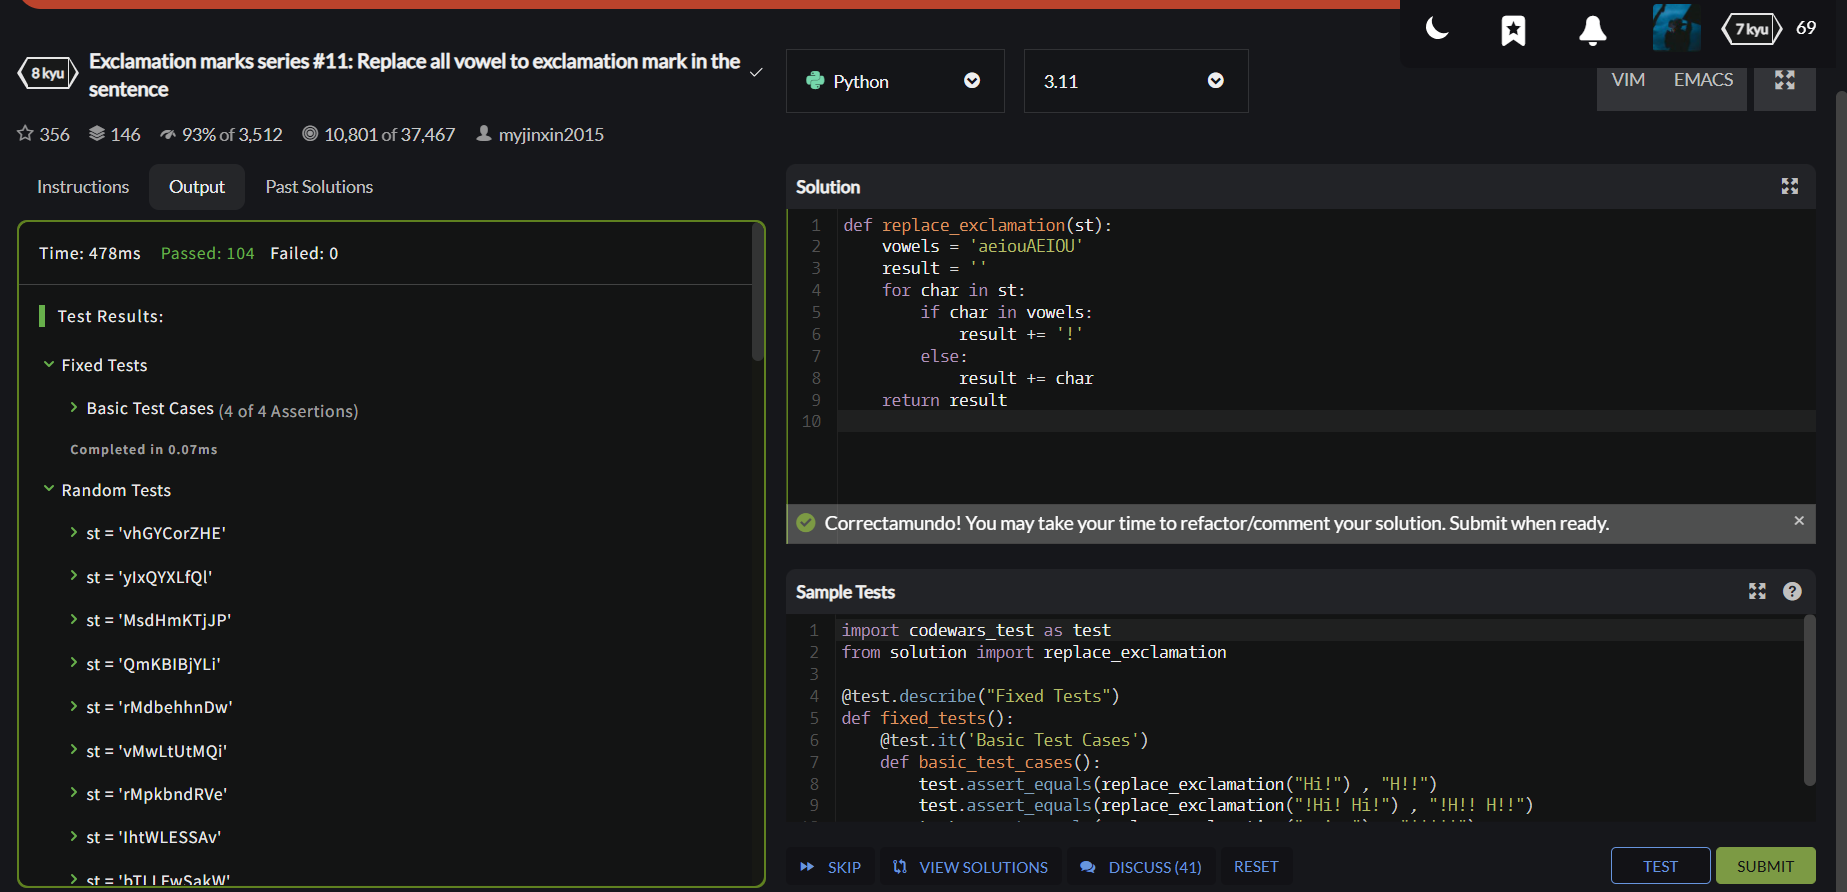 7 kyu 69
8 kyu Exclamation marks series #11: Replace all vowel to exclamation mark in the
sentence
356 146 93% of 3,512 10,801 of 37,467 myjinxin2015
Python 3.11 VIM EMACS
Instructions Output Past Solutions
Time: 478ms Passed: 104 Failed: 0
Test Results:
Fixed Tests
Basic Test Cases (4 of 4 Assertions)
Completed in 0.07ms
Random Tests
st = 'vhGYCorZHE'
st = 'yIxQYXLfQl'
st = 'MsdHmKTjJP'
st = 'QmKBIBjYLi'
st = 'rMdbehhnDw'
st = 'vMwLtUtMQi'
st = 'rMpkbndRVe'
st = 'IhtWLESSAv'
Solution
1 def replace_exclamation(st):
2     vowels = 'aeiouAEIOU'
3     result = ''
4     for char in st:
5         if char in vowels:
6             result += '!'
7         else:
8             result += char
9     return result
10
Correctamundo! You may take your time to refactor/comment your solution. Submit when ready. ×
Sample Tests ?
1 import codewars_test as test
2 from solution import replace_exclamation
3
4 @test.describe("Fixed Tests")
5 def fixed_tests():
6     @test.it('Basic Test Cases')
7     def basic_test_cases():
8         test.assert_equals(replace_exclamation("Hi!") , "H!!")
9         test.assert_equals(replace_exclamation("!Hi! Hi!") , "!H!! H!!")
SKIP VIEW SOLUTIONS DISCUSS (41) RESET TEST SUBMIT